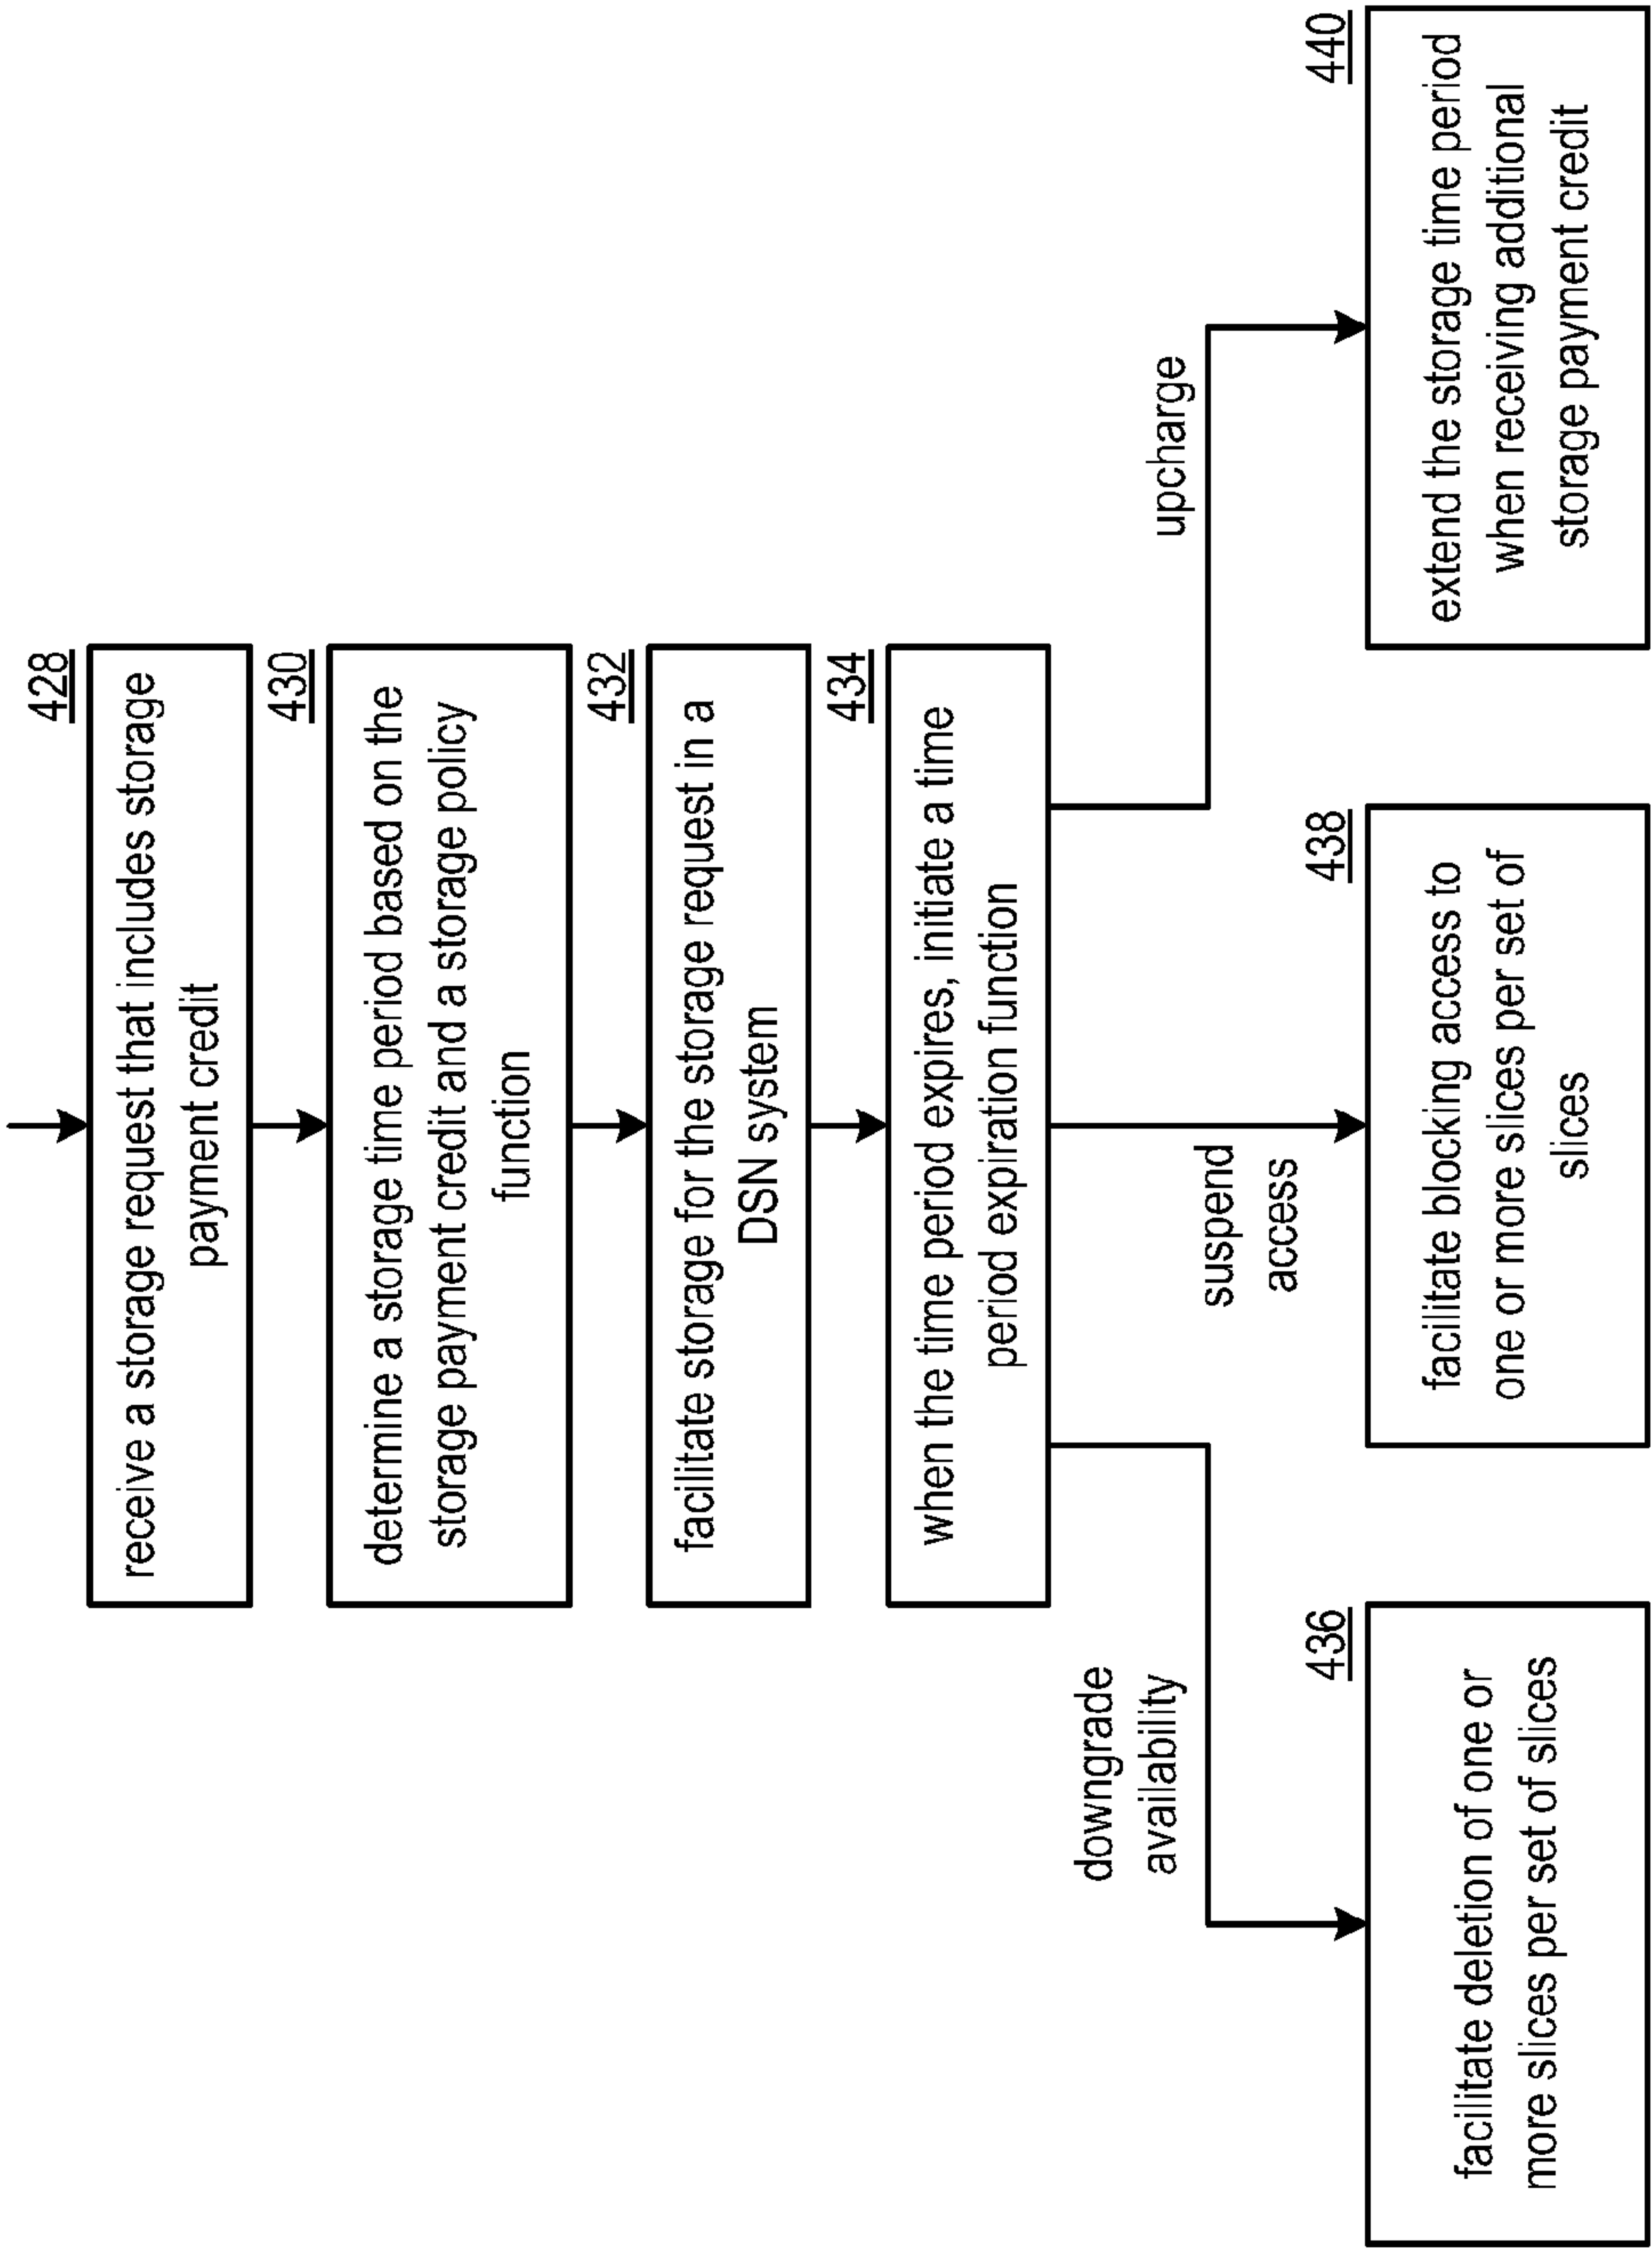 428
receive a storage request that includes storage
payment credit
430
determine a storage time period based on the
storage payment credit and a storage policy
function
432
facilitate storage for the storage request in a
DSN system
434
when the time period expires, initiate a time
period expiration function
downgrade
availability
suspend
access
upcharge
436
facilitate deletion of one or
more slices per set of slices
438
facilitate blocking access to
one or more slices per set of
slices
440
extend the storage time period
when receiving additional
storage payment credit